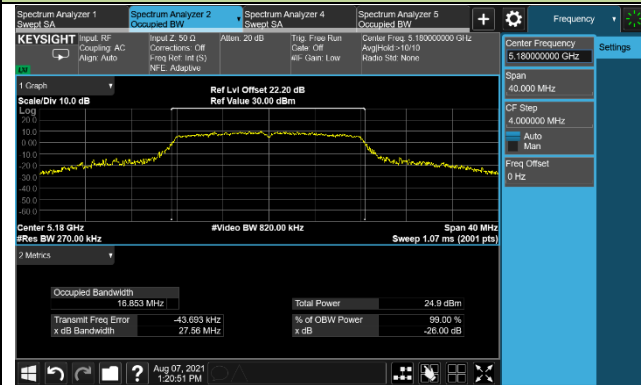 Spectrum Analyzer 1
Swept SA
Spectrum Analyzer 2
Occupied BW
Spectrum Analyzer 4
Swept SA
Spectrum Analyzer 5
Occupied BW
Frequency
KEYSIGHT
Input: RF
Coupling: AC
Align: Auto
Input Z: 50 Ω
Corrections: Off
Freq Ref: Int (S)
NFE: Adaptive
Atten: 20 dB
Trig: Free Run
Gate: Off
#IF Gain: Low
Center Freq: 5.180000000 GHz
Avg|Hold:>10/10
Radio Std: None
1 Graph
Scale/Div 10.0 dB
Ref Lvl Offset 22.20 dB
Ref Value 30.00 dBm
Log
20.0
10.0
0.00
-10.0
-20.0
-30.0
-40.0
-50.0
-60.0
Center 5.18 GHz
#Res BW 270.00 kHz
#Video BW 820.00 kHz
Span 40 MHz
Sweep 1.07 ms (2001 pts)
2 Metrics
Occupied Bandwidth
16.853 MHz
Total Power
24.9 dBm
Transmit Freq Error
-43.693 kHz
% of OBW Power
99.00 %
x dB Bandwidth
27.56 MHz
x dB
-26.00 dB
Center Frequency
5.180000000 GHz
Settings
Span
40.000 MHz
CF Step
4.000000 MHz
Auto
Man
Freq Offset
0 Hz
Aug 07, 2021
1:20:51 PM